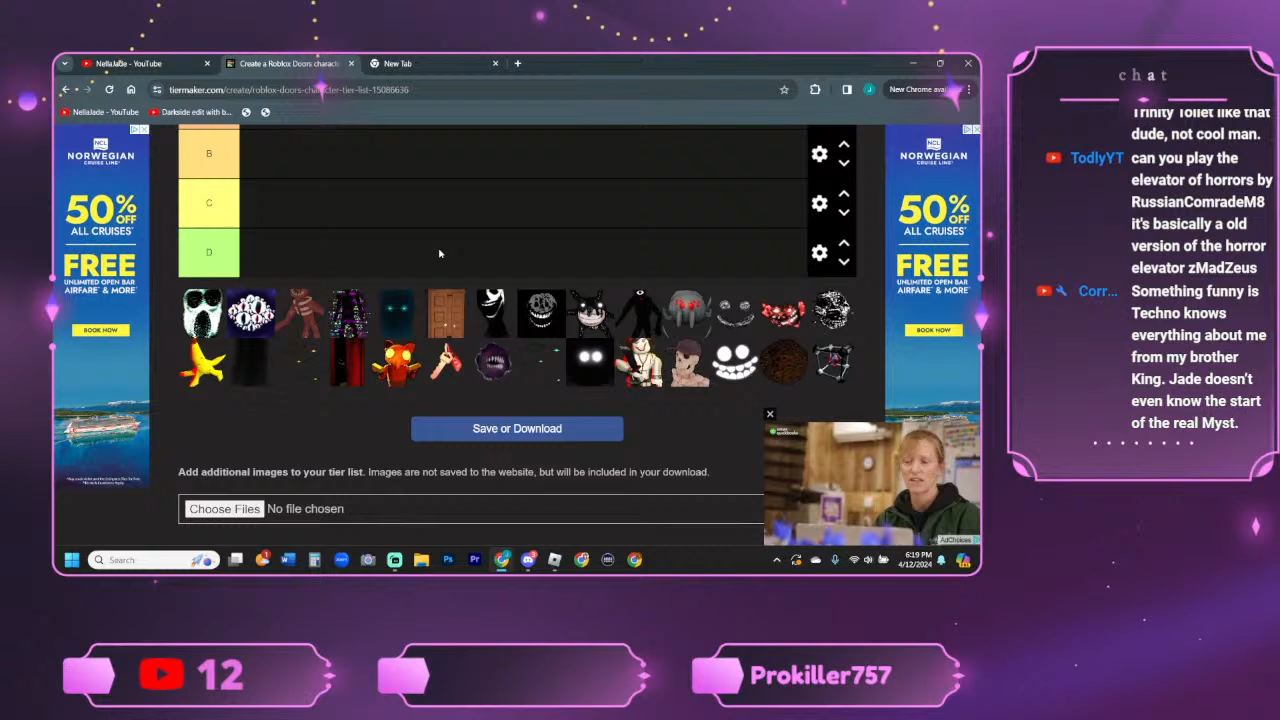 NellaJade - YouTube
Create a Roblox Doors charact
New Tab
tiermaker.com/create/roblox-doors-character-tier-list-15086636
New Chrome avai
NellaJade - YouTube
Darkside edit with b...
B
C
D
NCL
NORWEGIAN
CRUISE LINE
50%
OFF
ALL CRUISES
FREE
UNLIMITED OPEN BAR
AIRFARE & MORE
BOOK NOW
NCL
NORWEGIAN
CRUISE LINE
50%
OFF
ALL CRUISES
FREE
UNLIMITED OPEN BAR
AIRFARE & MORE
BOOK NOW
Save or Download
Add additional images to your tier list. Images are not saved to the website, but will be included in your download.
Choose Files No file chosen
AdChoices
Search
6:19 PM
4/12/2024
chat
Trinity Toilet like that
dude, not cool man.
TodlyYT can you play the
elevator of horrors by
RussianComradeM8
it's basically a old
version of the horror
elevator zMadZeus
Corr... Something funny is
Techno knows
everything about me
from my brother
King. Jade doesn't
even know the start
of the real Myst.
12
Prokiller757